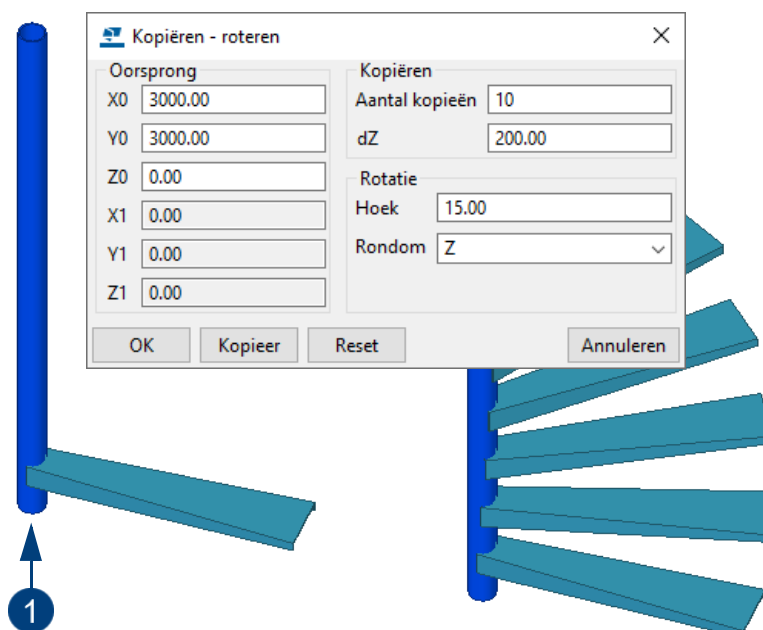 Kopiëren - roteren
Oorsprong
X0 3000.00
Y0 3000.00
Z0 0.00
X1 0.00
Y1 0.00
Z1 0.00
Kopiëren
Aantal kopieën 10
dZ 200.00
Rotatie
Hoek 15.00
Rondom Z
OK Kopieer Reset Annuleren
1